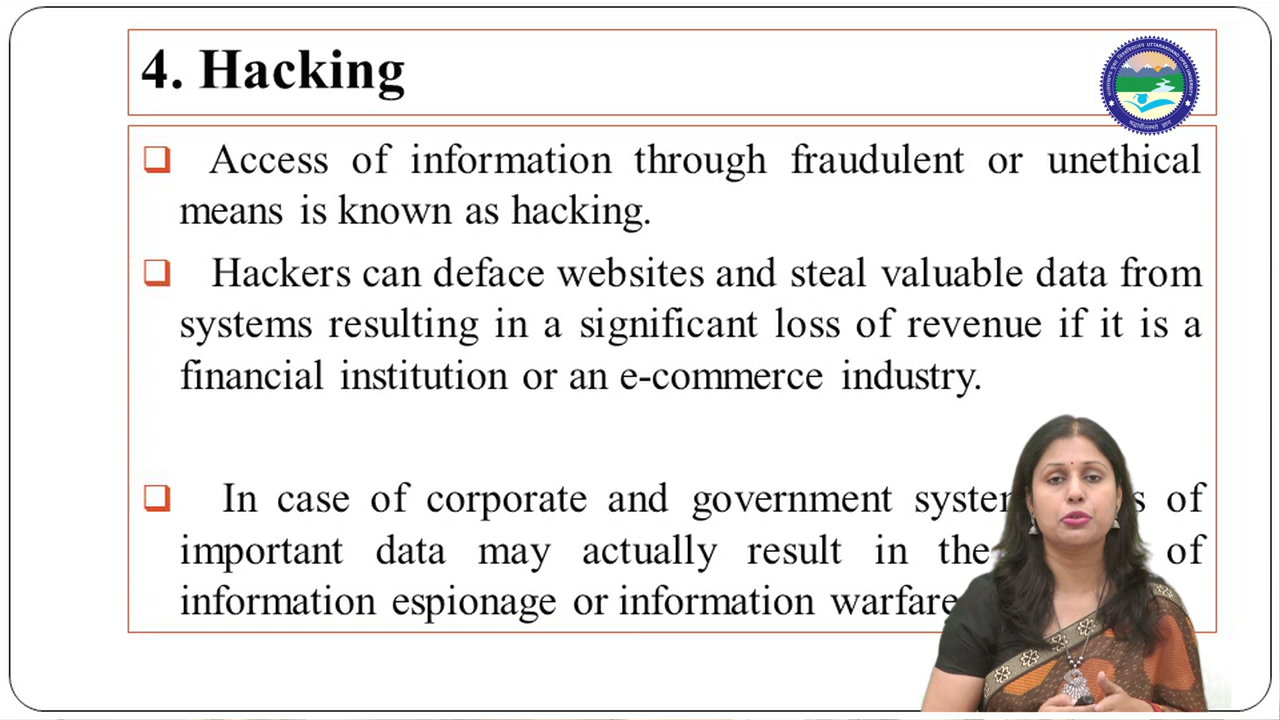 4. Hacking
❑ Access of information through fraudulent or unethical
means is known as hacking.
❑ Hackers can deface websites and steal valuable data from
systems resulting in a significant loss of revenue if it is a
financial institution or an e-commerce industry.
❑ In case of corporate and government of
important data may actually result in the of
information espionage or information warfare